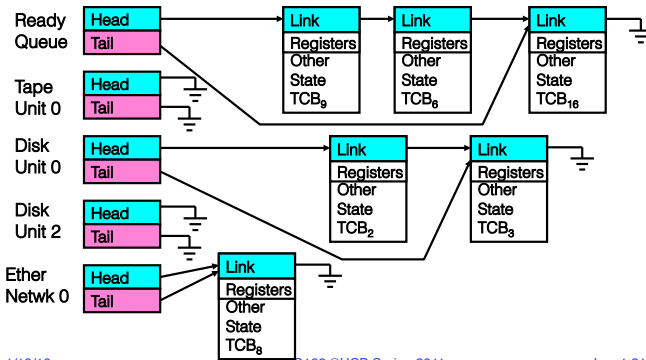 Ready
Queue
Head
Tail
Link
Registers
Other
State
TCB9
Link
Registers
Other
State
TCB6
Link
Registers
Other
State
TCB16
Tape
Unit 0
Head
Tail
Disk
Unit 0
Head
Tail
Link
Registers
Other
State
TCB2
Link
Registers
Other
State
TCB3
Disk
Unit 2
Head
Tail
Ether
Netwk 0
Head
Tail
Link
Registers
Other
State
TCB8